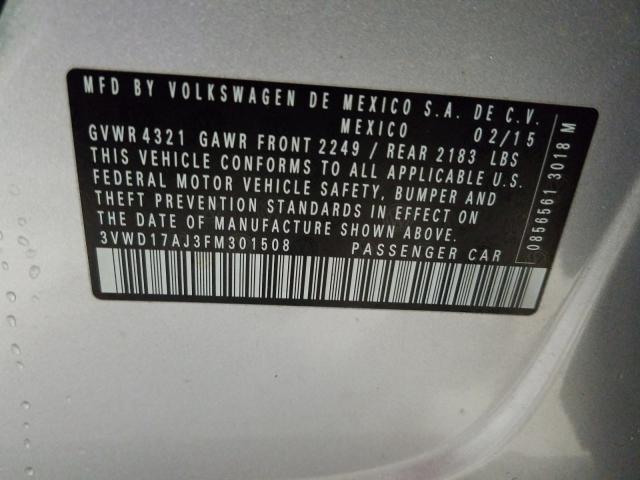 MFD BY VOLKSWAGEN DE MEXICO S.A. DE C.V.
MEXICO 02/15
GVWR 4321 GAWR FRONT 2249 / REAR 2183 LBS
THIS VEHICLE CONFORMS TO ALL APPLICABLE U.S.
FEDERAL MOTOR VEHICLE SAFETY, BUMPER AND
THEFT PREVENTION STANDARDS IN EFFECT ON
THE DATE OF MANUFACTURE SHOWN ABOVE.
3VWD17AJ3FM301508 PASSENGER CAR
0856561 3018 M